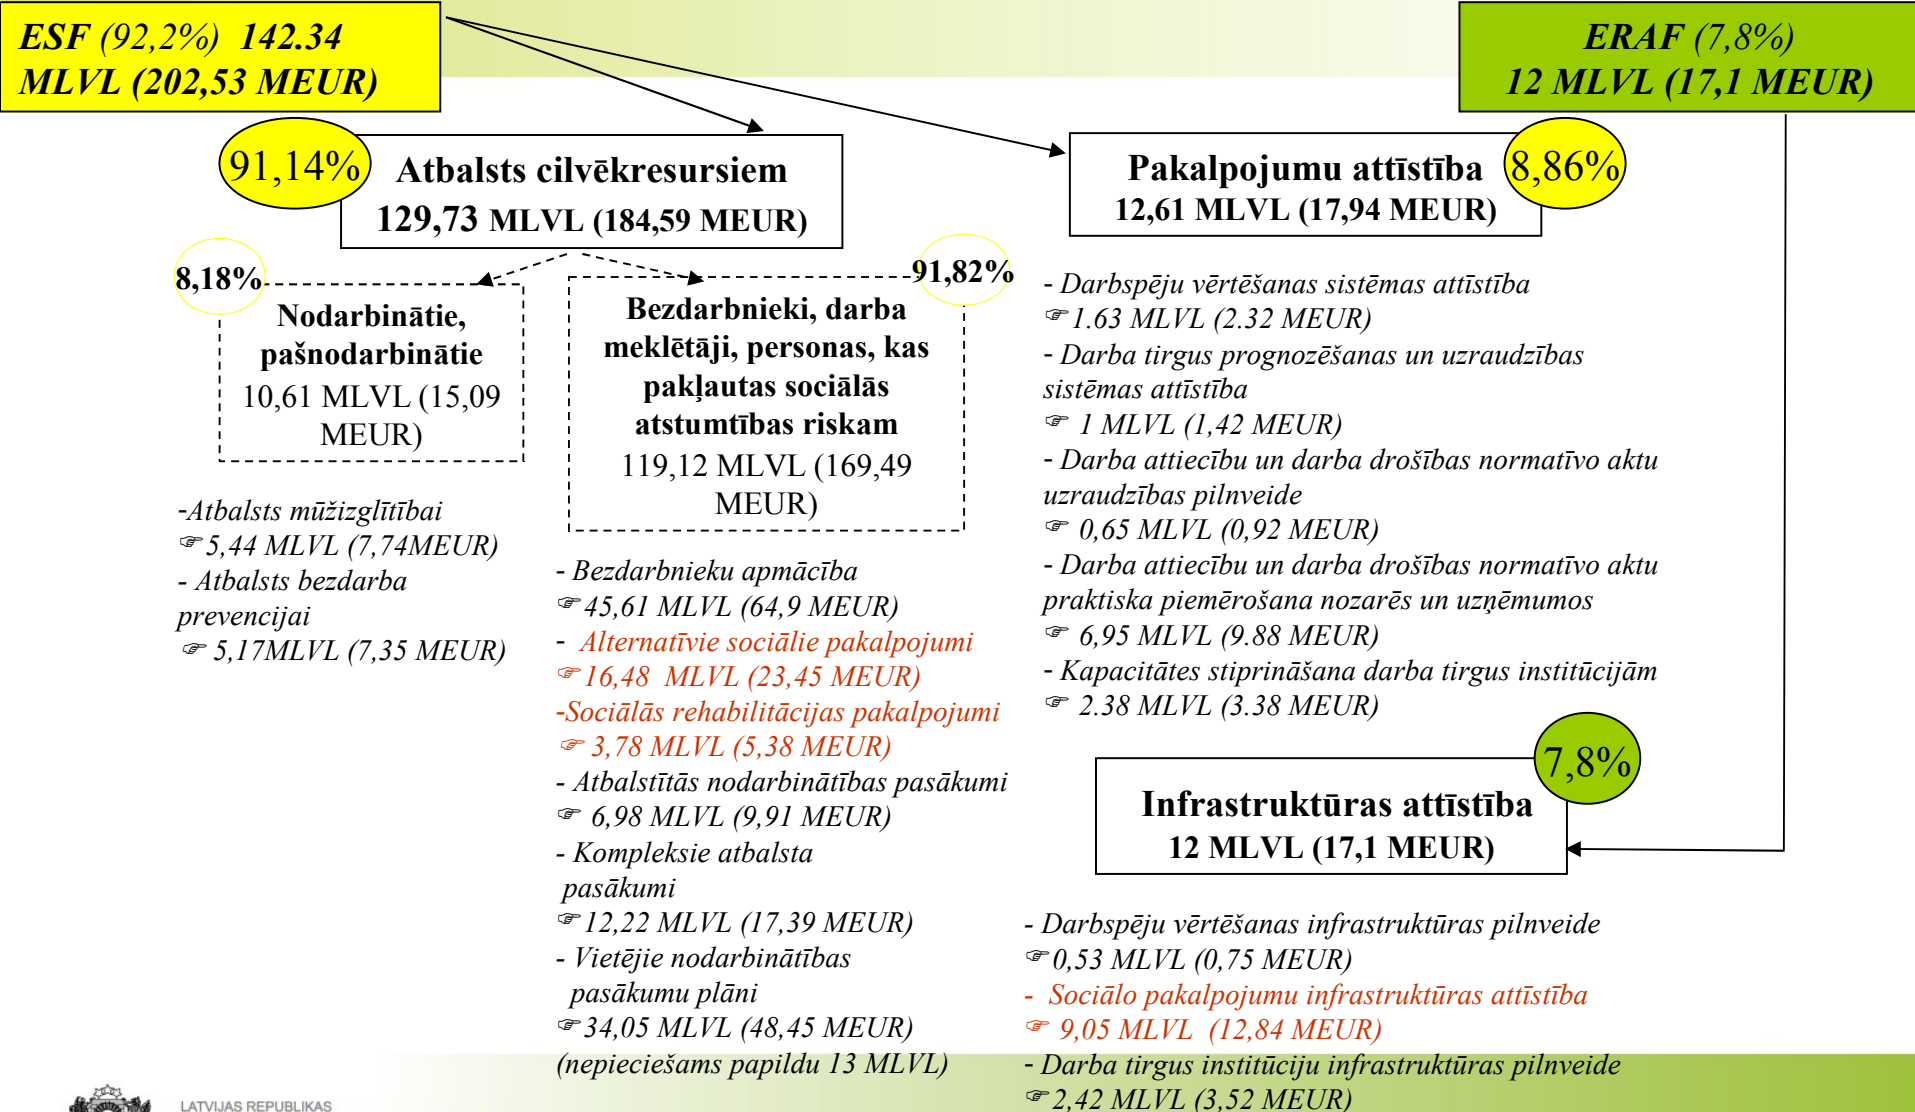 ESF (92,2%) 142.34
MLVL (202,53 MEUR)
ERAF (7,8%)
12 MLVL (17,1 MEUR)
91,14%
Atbalsts cilvēkresursiem
129,73 MLVL (184,59 MEUR)
Pakalpojumu attīstība
12,61 MLVL (17,94 MEUR)
8,86%
8,18%
Nodarbinātie,
pašnodarbinātie
10,61 MLVL (15,09
MEUR)
91,82%
Bezdarbnieki, darba
meklētāji, personas, kas
pakļautas sociālās
atstumtības riskam
119,12 MLVL (169,49
MEUR)
-Atbalsts mūžizglītībai
☞5,44 MLVL (7,74MEUR)
- Atbalsts bezdarba
prevencijai
☞ 5,17MLVL (7,35 MEUR)
- Bezdarbnieku apmācība
☞45,61 MLVL (64,9 MEUR)
- Alternatīvie sociālie pakalpojumi
☞16,48 MLVL (23,45 MEUR)
-Sociālās rehabilitācijas pakalpojumi
☞ 3,78 MLVL (5,38 MEUR)
- Atbalstītās nodarbinātības pasākumi
☞ 6,98 MLVL (9,91 MEUR)
- Kompleksie atbalsta
pasākumi
☞12,22 MLVL (17,39 MEUR)
- Vietējie nodarbinātības
pasākumu plāni
☞34,05 MLVL (48,45 MEUR)
(nepieciešams papildu 13 MLVL)
- Darbspēju vērtēšanas sistēmas attīstība
☞1.63 MLVL (2.32 MEUR)
- Darba tirgus prognozēšanas un uzraudzības
sistēmas attīstība
☞ 1 MLVL (1,42 MEUR)
- Darba attiecību un darba drošības normatīvo aktu
uzraudzības pilnveide
☞ 0,65 MLVL (0,92 MEUR)
- Darba attiecību un darba drošības normatīvo aktu
praktiska piemērošana nozarēs un uzņēmumos
☞ 6,95 MLVL (9.88 MEUR)
- Kapacitātes stiprināšana darba tirgus institūcijām
☞ 2.38 MLVL (3.38 MEUR)
7,8%
Infrastruktūras attīstība
12 MLVL (17,1 MEUR)
- Darbspēju vērtēšanas infrastruktūras pilnveide
☞0,53 MLVL (0,75 MEUR)
- Sociālo pakalpojumu infrastruktūras attīstība
☞ 9,05 MLVL (12,84 MEUR)
- Darba tirgus institūciju infrastruktūras pilnveide
☞2,42 MLVL (3,52 MEUR)
LATVIJAS REPUBLIKAS